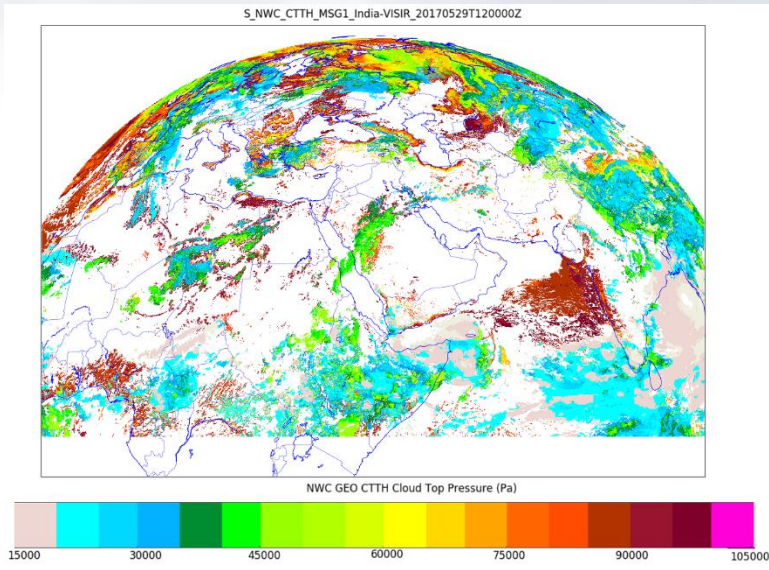 S_NWC_CTTH_MSG1_India-VISIR_20170529T120000Z
NWC GEO CTTH Cloud Top Pressure (Pa)
15000 30000 45000 60000 75000 90000 105000